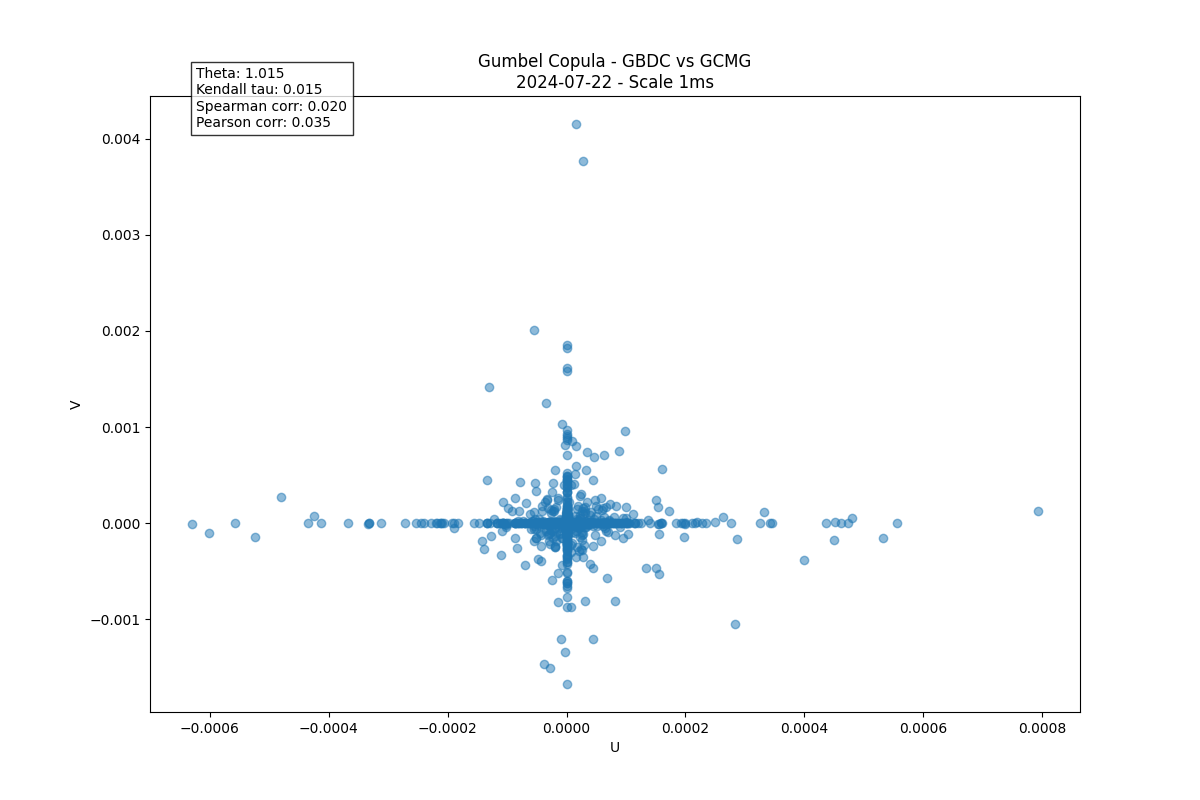 Gumbel Copula - GBDC vs GCMG
2024-07-22 - Scale 1ms
Theta: 1.015
Kendall tau: 0.015
Spearman corr: 0.020
Pearson corr: 0.035
0.004
0.003
0.002
0.001
0.000
−0.001
V
−0.0006
−0.0004
−0.0002
0.0000
0.0002
0.0004
0.0006
0.0008
U